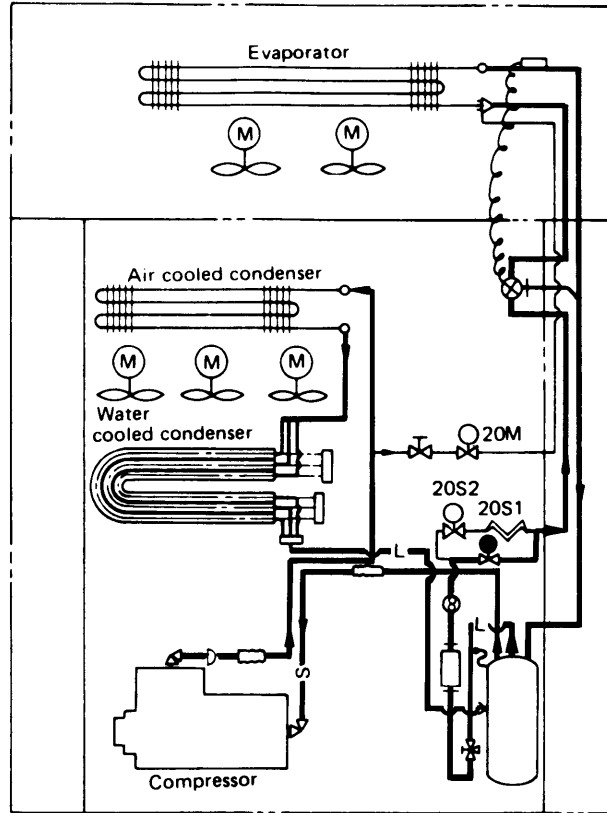 Evaporator
M
M
Air cooled condenser
M
M
M
Water
cooled condenser
20M
20S2
20S1
L
L
S
Compressor